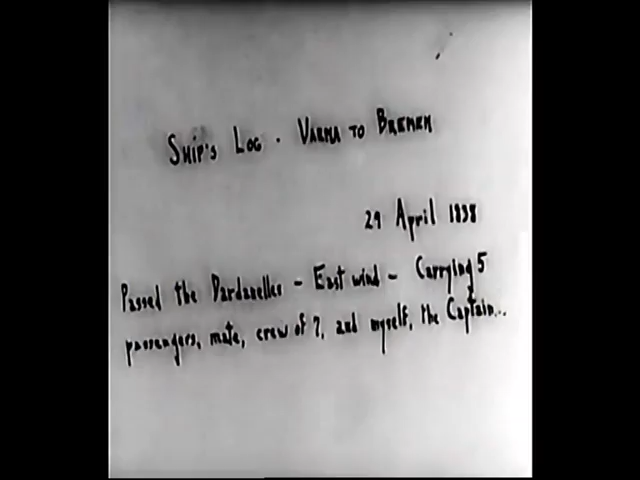 Ship's Log · Varna to Bremen
29 April 1838
Passed the Dardanelles – East wind – Carrying 5
passengers, mate, crew of 7, and myself, the Captain...